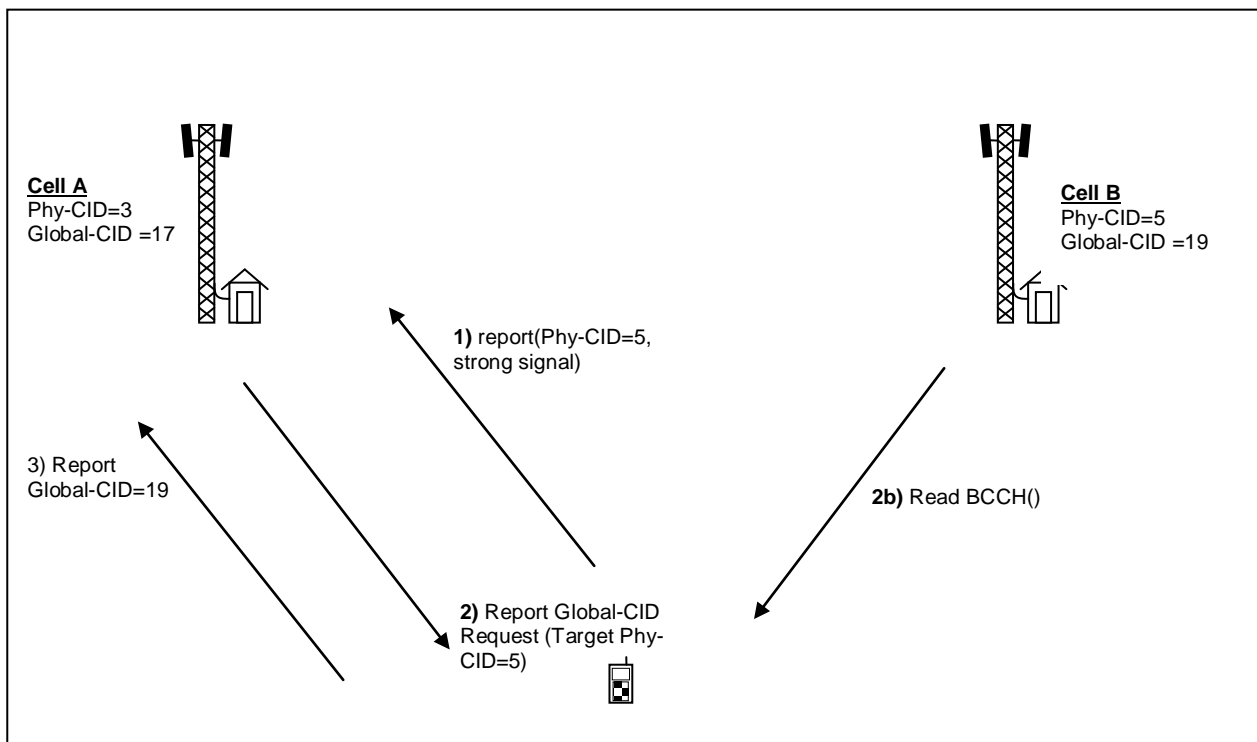 Cell A
Phy-CID=3
Global-CID =17
Cell B
Phy-CID=5
Global-CID =19
1) report(Phy-CID=5,
strong signal)
3) Report
Global-CID=19
2b) Read BCCH()
2) Report Global-CID
Request (Target Phy-
CID=5)